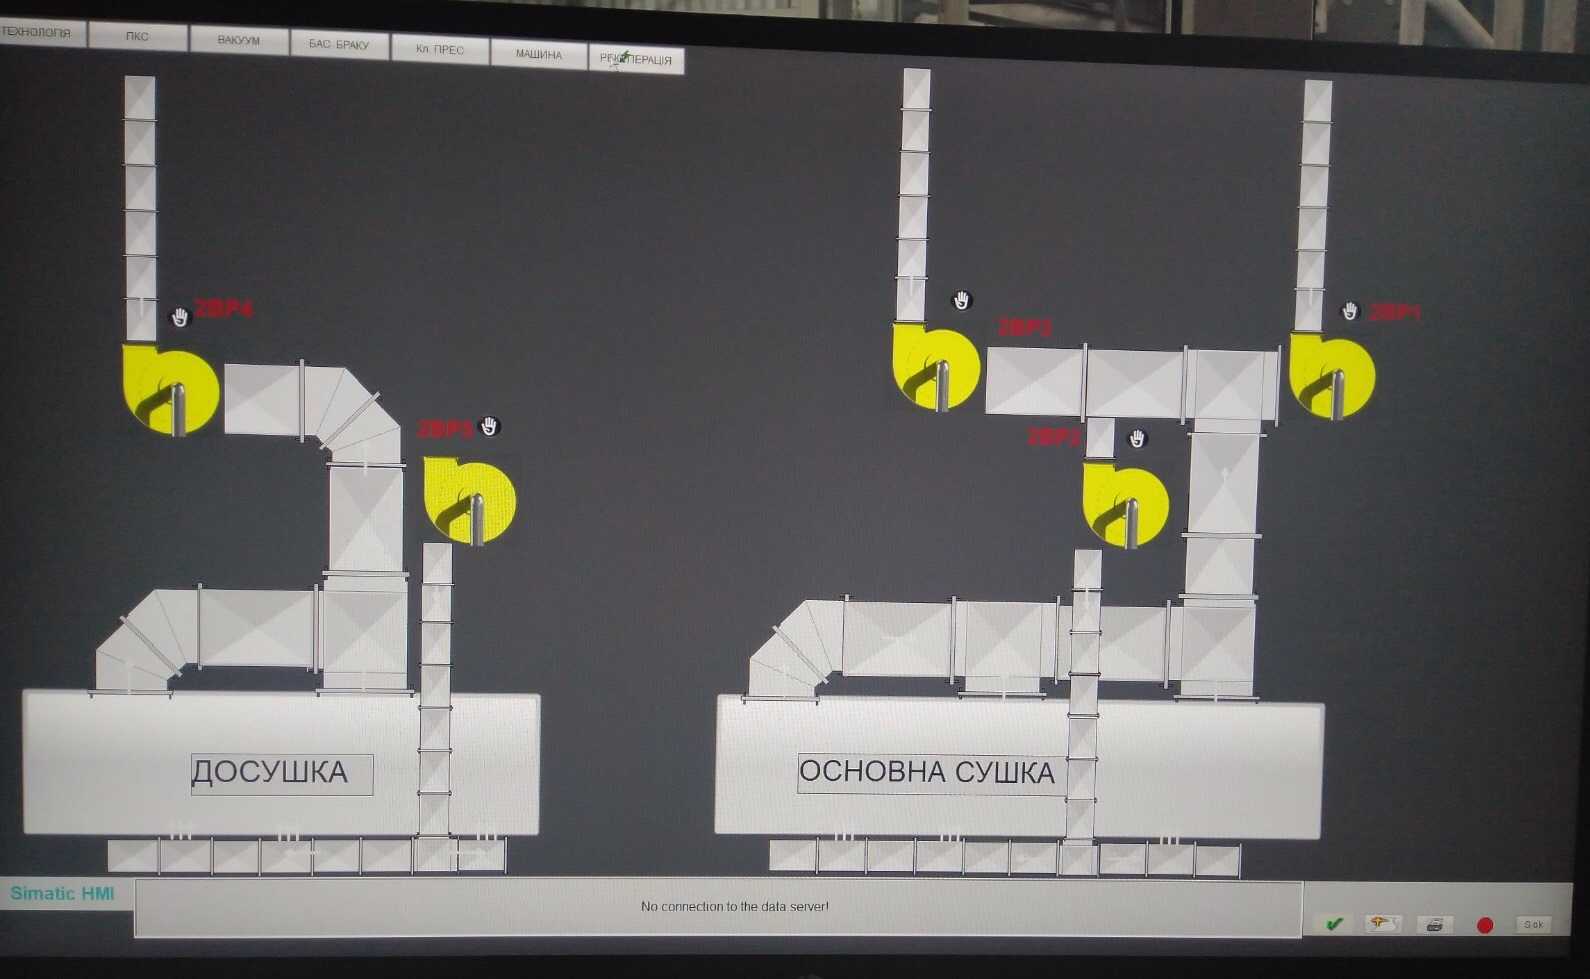 ТЕХНОЛОГІЯ
ПКС
ВАКУУМ
БАС. БРАКУ
Кл. ПРЕС
МАШИНА
2ВР4
2ВР5
2ВР3
2ВР1
2ВР2
ДОСУШКА
ОСНОВНА СУШКА
Simatic HMI
No connection to the data server!
Sok